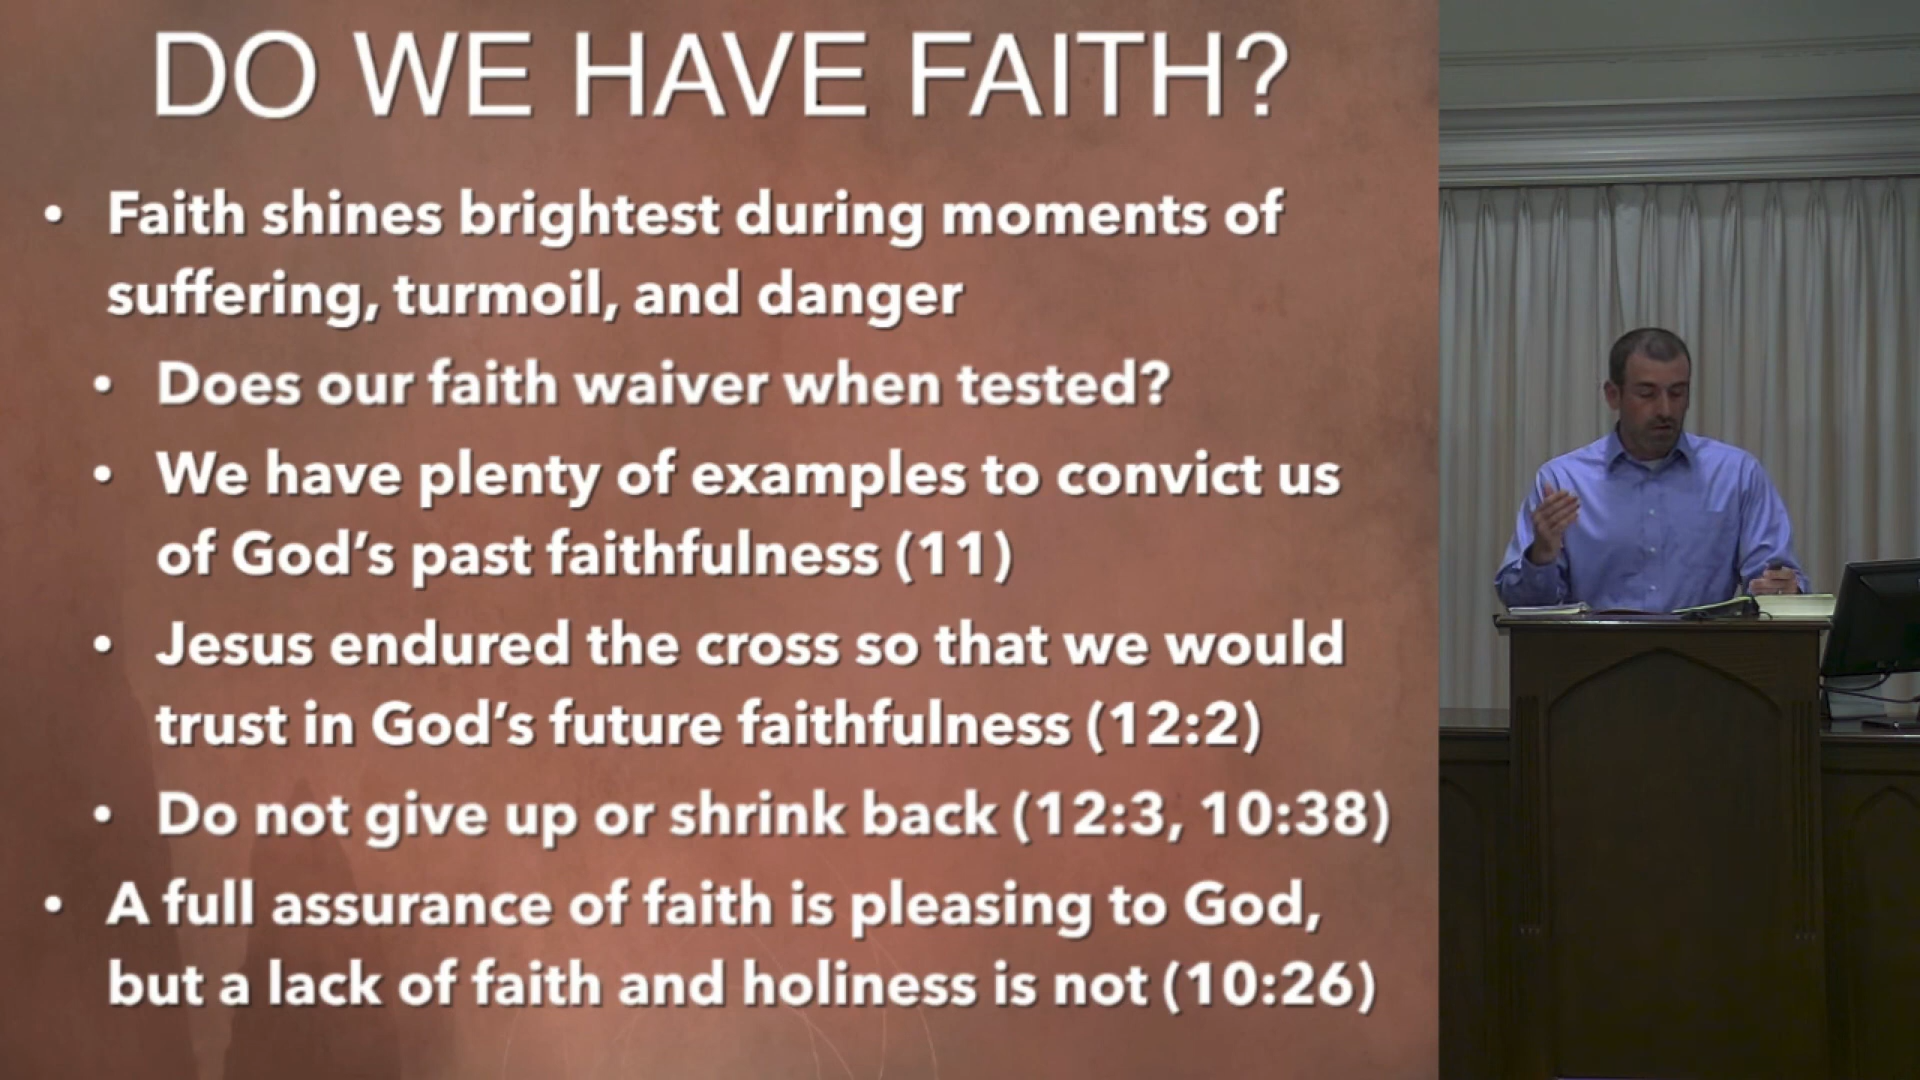 DO WE HAVE FAITH?
• Faith shines brightest during moments of
suffering, turmoil, and danger
• Does our faith waiver when tested?
• We have plenty of examples to convict us
of God’s past faithfulness (11)
• Jesus endured the cross so that we would
trust in God’s future faithfulness (12:2)
• Do not give up or shrink back (12:3, 10:38)
• A full assurance of faith is pleasing to God,
but a lack of faith and holiness is not (10:26)